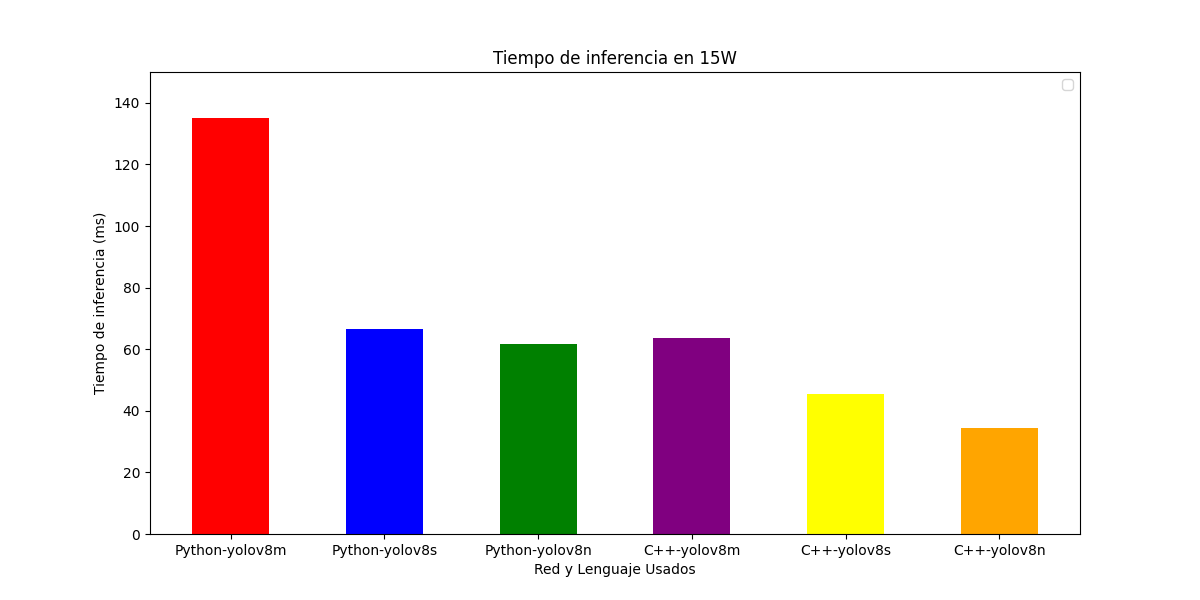 Tiempo de inferencia en 15W
Tiempo de inferencia (ms)
140
120
100
80
60
40
20
0
Python-yolov8m Python-yolov8s Python-yolov8n C++-yolov8m C++-yolov8s C++-yolov8n
Red y Lenguaje Usados